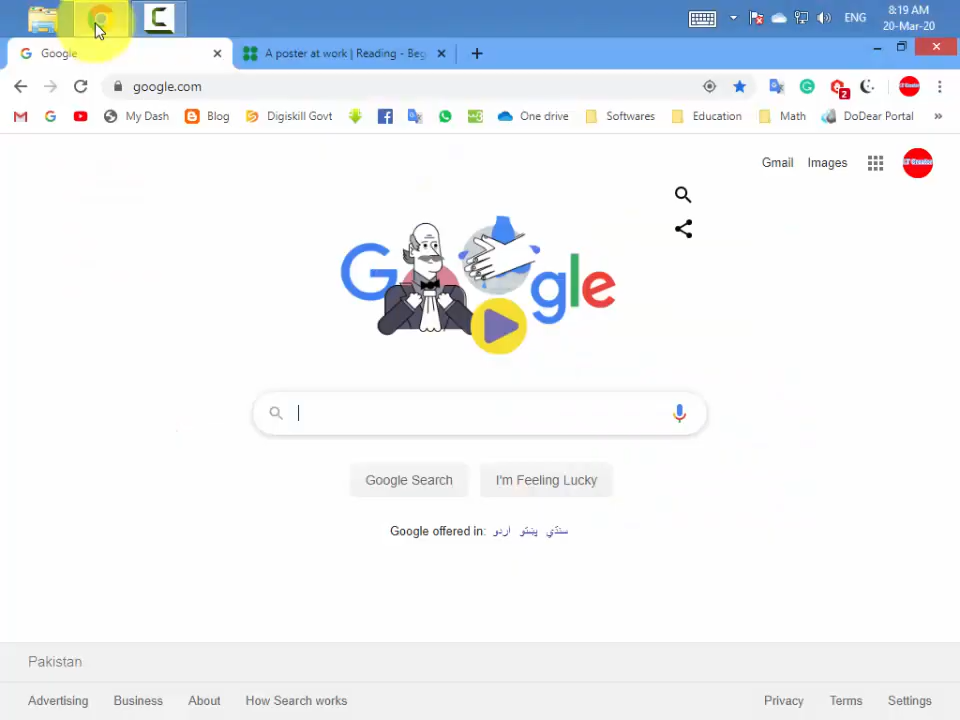 8:19 AM
ENG
20-Mar-20
Google
A poster at work | Reading - Beg
google.com
2
My Dash
Blog
Digiskill Govt
One drive
Softwares
Education
Math
DoDear Portal
»
Gmail
Images
Google
Google Search
I'm Feeling Lucky
Google offered in: اردو پښتو سنڌي
Pakistan
Advertising
Business
About
How Search works
Privacy
Terms
Settings